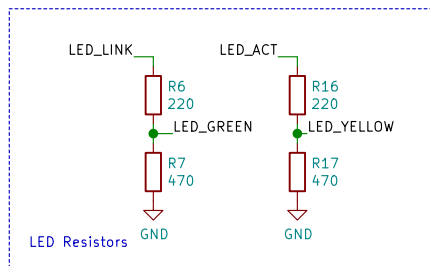 LED_LINK
LED_ACT
R6
220
R16
220
LED_GREEN
LED_YELLOW
R7
470
R17
470
GND
GND
LED Resistors